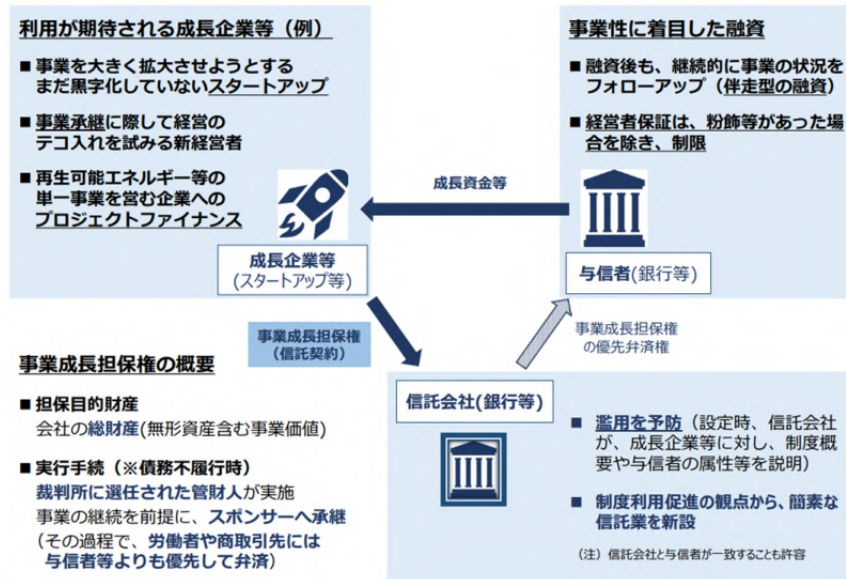 利用が期待される成長企業等（例）
■ 事業を大きく拡大させようとする
まだ黒字化していないスタートアップ
■ 事業承継に際して経営の
テコ入れを試みる新経営者
■ 再生可能エネルギー等の
単一事業を営む企業への
プロジェクトファイナンス
成長企業等
(スタートアップ等)
成長資金等
事業性に着目した融資
■ 融資後も、継続的に事業の状況を
フォローアップ（伴走型の融資）
■ 経営者保証は、粉飾等があった場
合を除き、制限
与信者(銀行等)
事業成長担保権
（信託契約）
事業成長担保権
の優先弁済権
事業成長担保権の概要
■ 担保目的財産
会社の総財産(無形資産含む事業価値)
■ 実行手続（※債務不履行時）
裁判所に選任された管財人が実施
事業の継続を前提に、スポンサーへ承継
（その過程で、労働者や商取引先には
与信者等よりも優先して弁済）
信託会社(銀行等)
■ 濫用を予防（設定時、信託会社
が、成長企業等に対し、制度概
要や与信者の属性等を説明）
■ 制度利用促進の観点から、簡素な
信託業を新設
（注）信託会社と与信者が一致することも許容